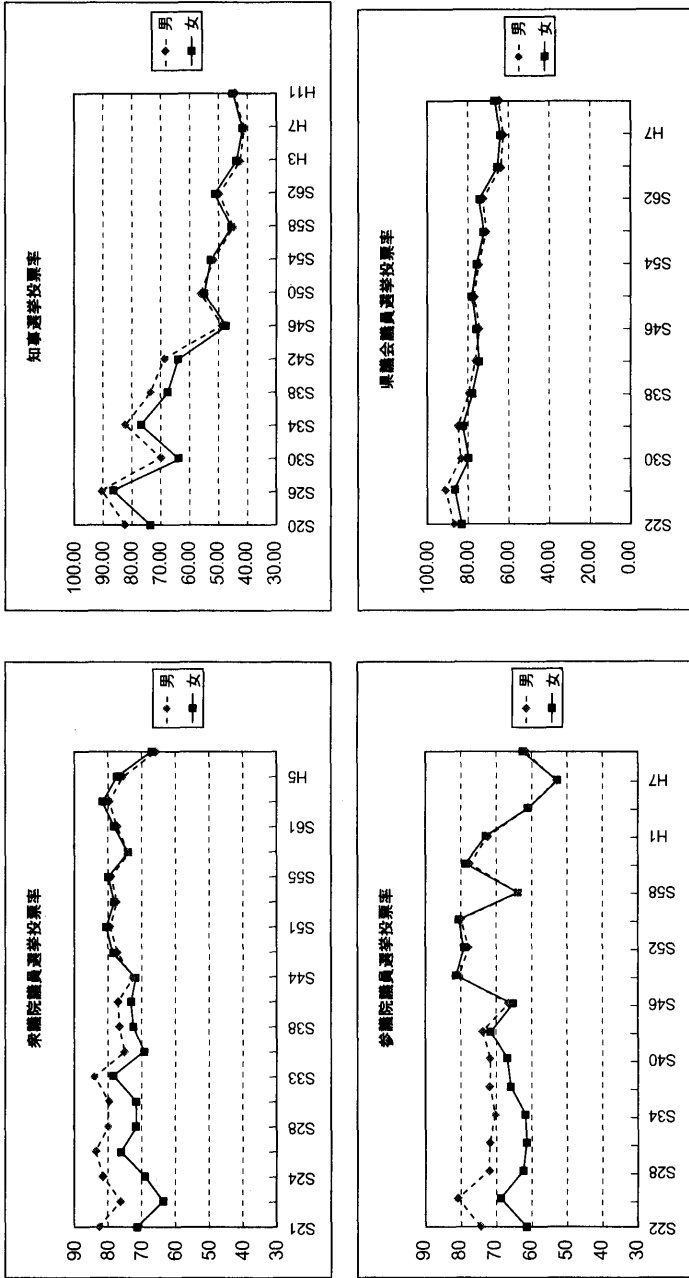 衆議院議員選挙投票率
90
80
70
60
50
40
30
S21 S24 S28 S33 S38 S44 S51 S55 S61 H5
男
女
知事選挙投票率
100.00
90.00
80.00
70.00
60.00
50.00
40.00
30.00
S20 S26 S30 S34 S38 S42 S46 S50 S54 S58 S62 H3 H7 H11
男
女
参議院議員選挙投票率
90
80
70
60
50
40
30
S22 S28 S34 S40 S46 S52 S58 H1 H7
男
女
県議会議員選挙投票率
100.00
80.00
60.00
40.00
20.00
0.00
S22 S30 S38 S46 S54 S62 H7
男
女